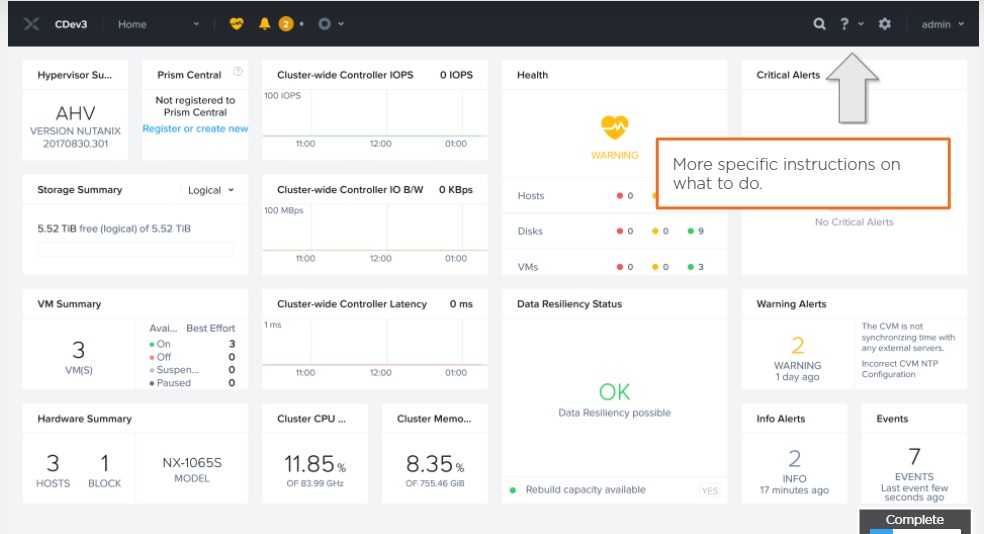 CDev3 Home 2 ? admin
Hypervisor Su...
AHV
VERSION NUTANIX
20170830.301
Prism Central ?
Not registered to
Prism Central
Register or create new
Cluster-wide Controller IOPS 0 IOPS
100 IOPS
11:00 12:00 01:00
Health
WARNING
Hosts 0
Disks 0 0 9
VMs 0 0 3
Critical Alerts
More specific instructions on
what to do.
No Critical Alerts
Storage Summary Logical
5.52 TiB free (logical) of 5.52 TiB
Cluster-wide Controller IO B/W 0 KBps
100 MBps
11:00 12:00 01:00
VM Summary
3
VM(S)
Avai... Best Effort
On 3
Off 0
Suspen... 0
Paused 0
Cluster-wide Controller Latency 0 ms
1 ms
11:00 12:00 01:00
Data Resiliency Status
OK
Data Resiliency possible
Rebuild capacity available YES
Warning Alerts
2
WARNING
1 day ago
The CVM is not
synchronizing time with
any external servers.
Incorrect CVM NTP
Configuration
Hardware Summary
3 1 NX-1065S
HOSTS BLOCK MODEL
Cluster CPU ...
11.85 %
OF 83.99 GHz
Cluster Memo...
8.35 %
OF 755.46 GiB
Info Alerts
2
INFO
17 minutes ago
Events
7
EVENTS
Last event few
seconds ago
Complete